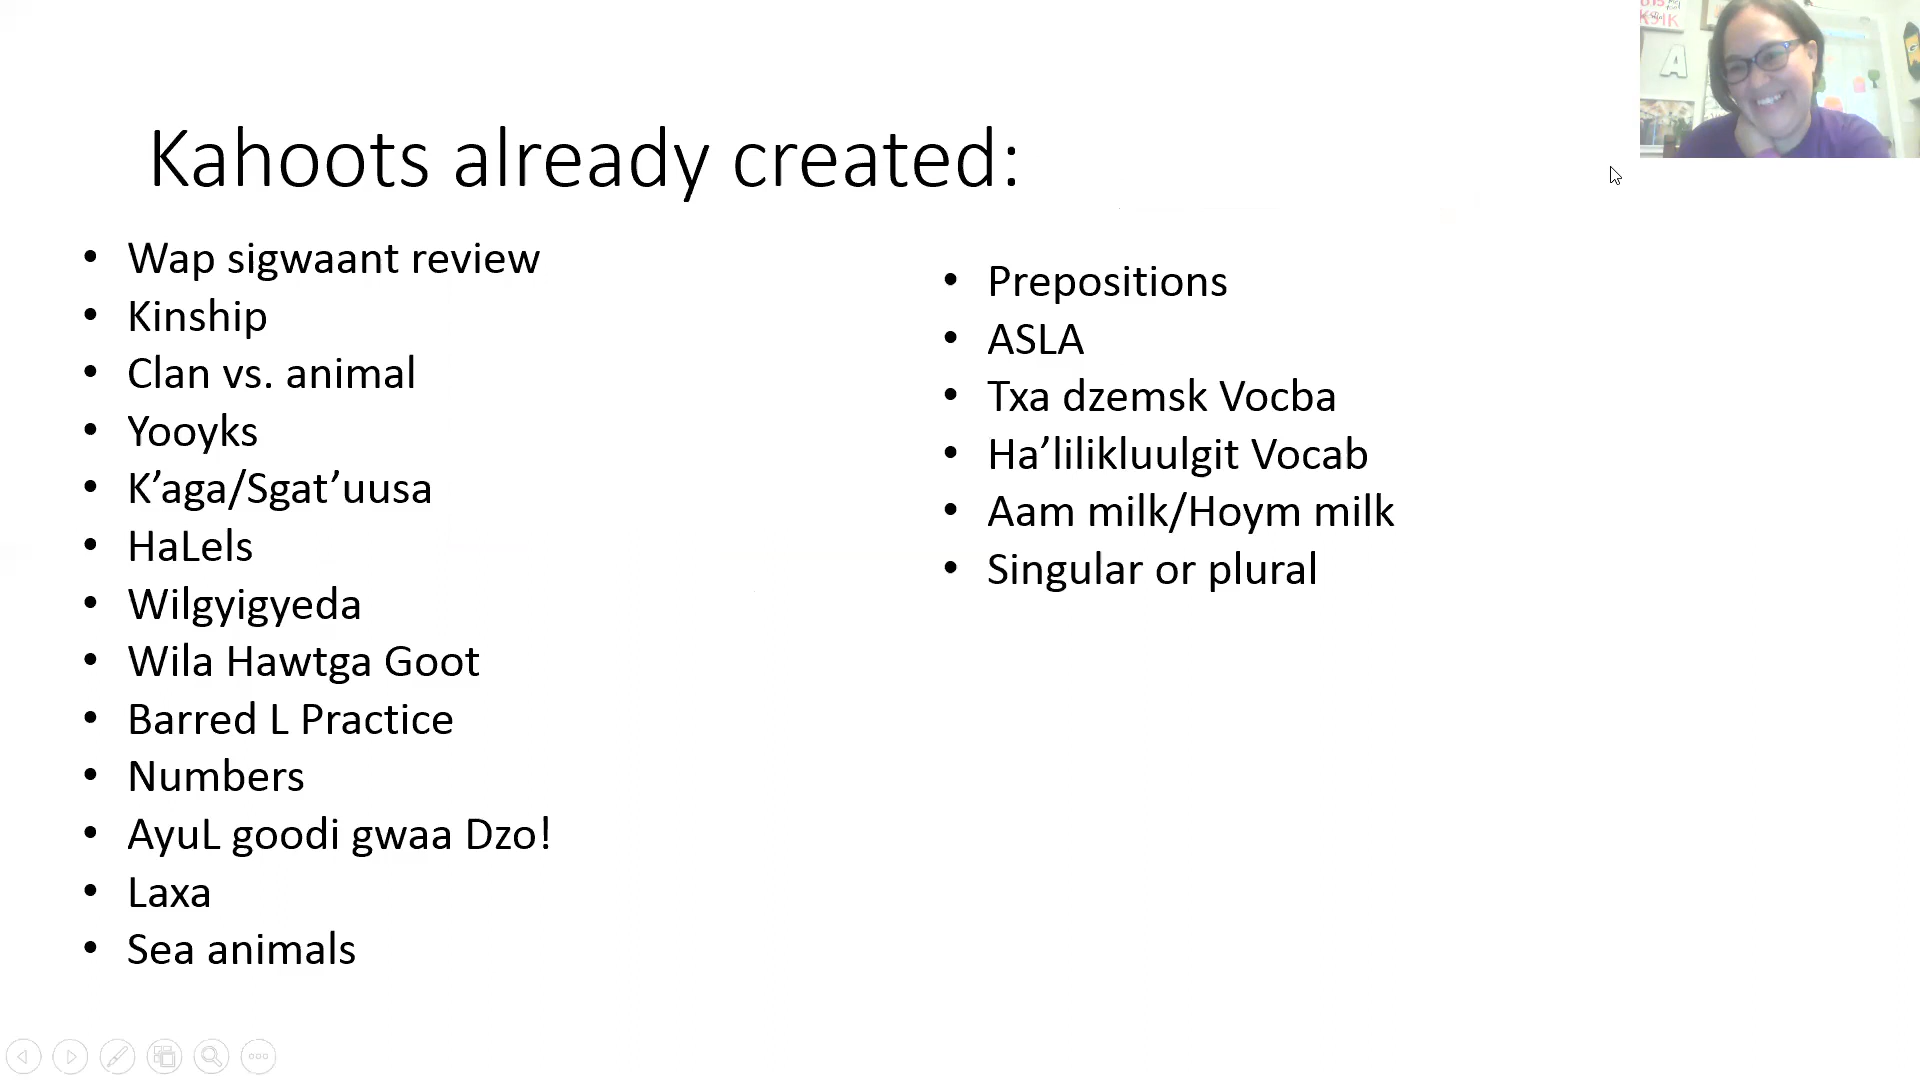 Kahoots already created:
• Wap sigwaant review
• Kinship
• Clan vs. animal
• Yooyks
• K’aga/Sgat’uusa
• HaLels
• Wilgyigyeda
• Wila Hawtga Goot
• Barred L Practice
• Numbers
• AyuL goodi gwaa Dzo!
• Laxa
• Sea animals
• Prepositions
• ASLA
• Txa dzemsk Vocba
• Ha’lilikluulgit Vocab
• Aam milk/Hoym milk
• Singular or plural
A